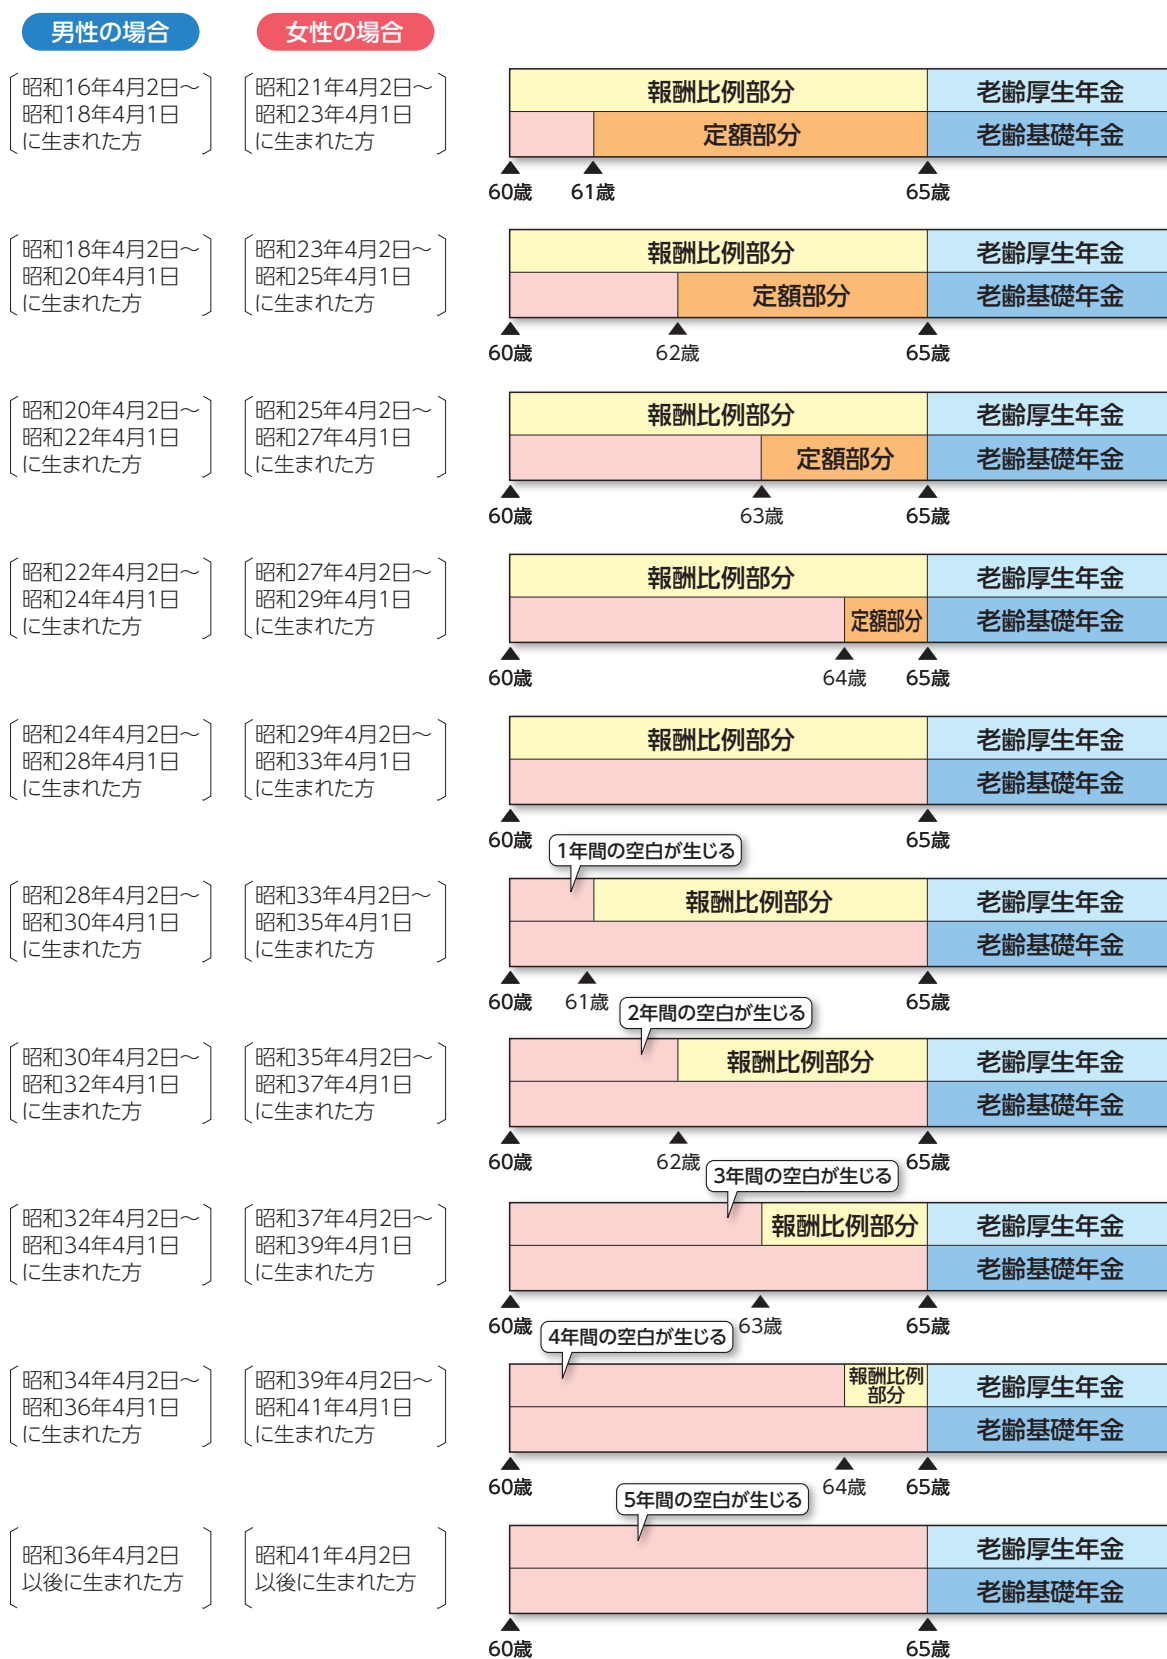 男性の場合
女性の場合
昭和16年4月2日～
昭和18年4月1日
に生まれた方
昭和21年4月2日～
昭和23年4月1日
に生まれた方
報酬比例部分
老齢厚生年金
定額部分
老齢基礎年金
60歳
61歳
65歳
昭和18年4月2日～
昭和20年4月1日
に生まれた方
昭和23年4月2日～
昭和25年4月1日
に生まれた方
報酬比例部分
老齢厚生年金
定額部分
老齢基礎年金
60歳
62歳
65歳
昭和20年4月2日～
昭和22年4月1日
に生まれた方
昭和25年4月2日～
昭和27年4月1日
に生まれた方
報酬比例部分
老齢厚生年金
定額部分
老齢基礎年金
60歳
63歳
65歳
昭和22年4月2日～
昭和24年4月1日
に生まれた方
昭和27年4月2日～
昭和29年4月1日
に生まれた方
報酬比例部分
老齢厚生年金
定額部分
老齢基礎年金
60歳
64歳
65歳
昭和24年4月2日～
昭和28年4月1日
に生まれた方
昭和29年4月2日～
昭和33年4月1日
に生まれた方
報酬比例部分
老齢厚生年金
老齢基礎年金
60歳
65歳
1年間の空白が生じる
昭和28年4月2日～
昭和30年4月1日
に生まれた方
昭和33年4月2日～
昭和35年4月1日
に生まれた方
報酬比例部分
老齢厚生年金
老齢基礎年金
60歳
61歳
65歳
2年間の空白が生じる
昭和30年4月2日～
昭和32年4月1日
に生まれた方
昭和35年4月2日～
昭和37年4月1日
に生まれた方
報酬比例部分
老齢厚生年金
老齢基礎年金
60歳
62歳
65歳
3年間の空白が生じる
昭和32年4月2日～
昭和34年4月1日
に生まれた方
昭和37年4月2日～
昭和39年4月1日
に生まれた方
報酬比例部分
老齢厚生年金
老齢基礎年金
60歳
63歳
65歳
4年間の空白が生じる
昭和34年4月2日～
昭和36年4月1日
に生まれた方
昭和39年4月2日～
昭和41年4月1日
に生まれた方
報酬比例
部分
老齢厚生年金
老齢基礎年金
60歳
64歳
65歳
5年間の空白が生じる
昭和36年4月2日
以後に生まれた方
昭和41年4月2日
以後に生まれた方
老齢厚生年金
老齢基礎年金
60歳
65歳